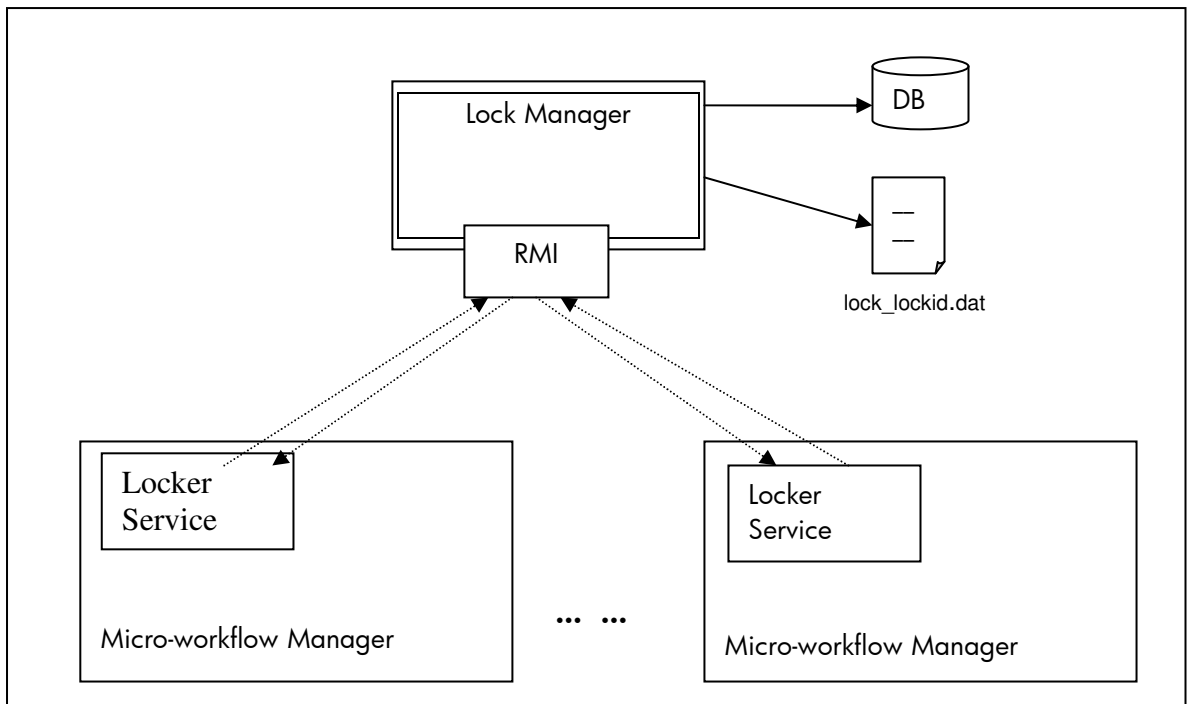 Lock Manager
DB
RMI
lock_lockid.dat
Locker
Service
Locker
Service
... ...
Micro-workflow Manager
Micro-workflow Manager